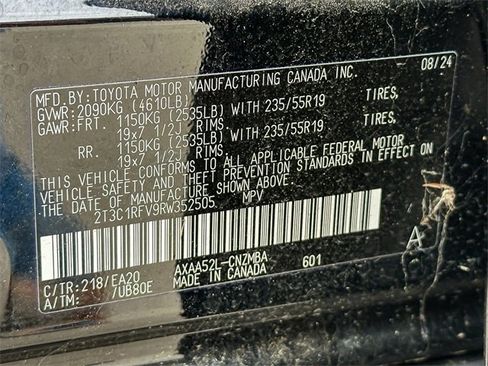 MFD.BY: TOYOTA MOTOR MANUFACTURING CANADA INC. 08/24
GVWR: 2090KG (4610LB)
GAWR: FRT. 1150KG (2535LB) WITH 235/55R19 TIRES,
19x7 1/2J RIMS.
RR. 1150KG (2535LB) WITH 235/55R19 TIRES,
19x7 1/2J RIMS.
THIS VEHICLE CONFORMS TO ALL APPLICABLE FEDERAL MOTOR
VEHICLE SAFETY AND THEFT PREVENTION STANDARDS IN EFFECT ON
THE DATE OF MANUFACTURE SHOWN ABOVE.
2T3C1RFV9RW352505. MPV
A
C/TR: 218/EA20 AXAA52L-CNZMBA 601
A/TM: /UB80E MADE IN CANADA